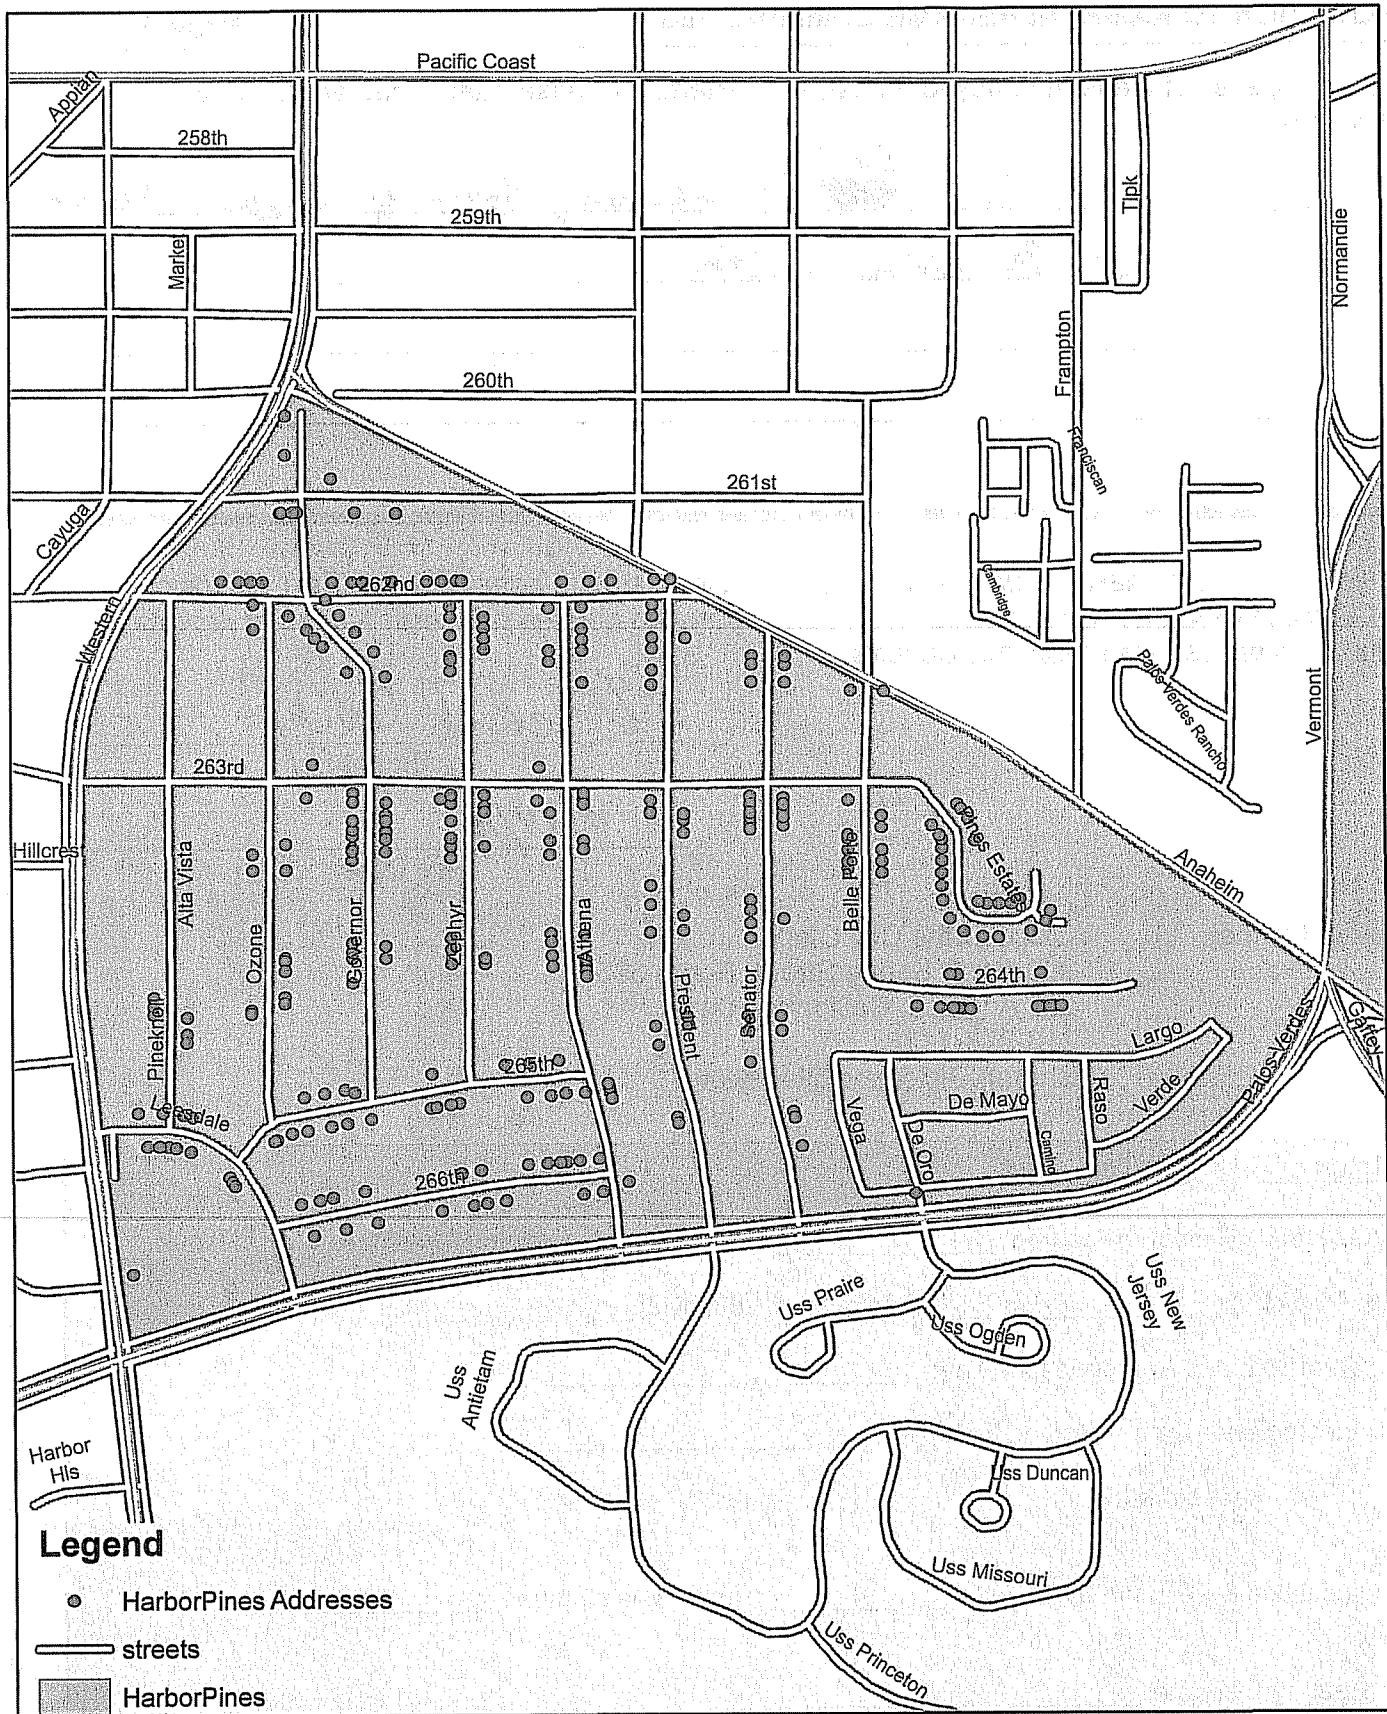 Pacific Coast
Appian
258th
259th
Market
Tlpk
Normandie
Frampton
260th
Franciscan
261st
Cayuga
Cambridge
262nd
Western
Palos Verdes Rancho
Vermont
263rd
Hillcrest
Alta Vista
Pines Estates
Anaheim
Belle Porte
Ozone
Governor
Zephyr
Athena
President
Senator
264th
Pineknoll
Palos Verdes
Gaffey
Largo
265th
Leesdale
Vega
De Mayo
Raso
Verde
De Oro
Camino
266th
Uss Praire
Uss Ogden
Uss New
Jersey
Uss
Antietam
Harbor
Hls
Uss Duncan
Uss Missouri
Uss Princeton
Legend
HarborPines Addresses
streets
HarborPines